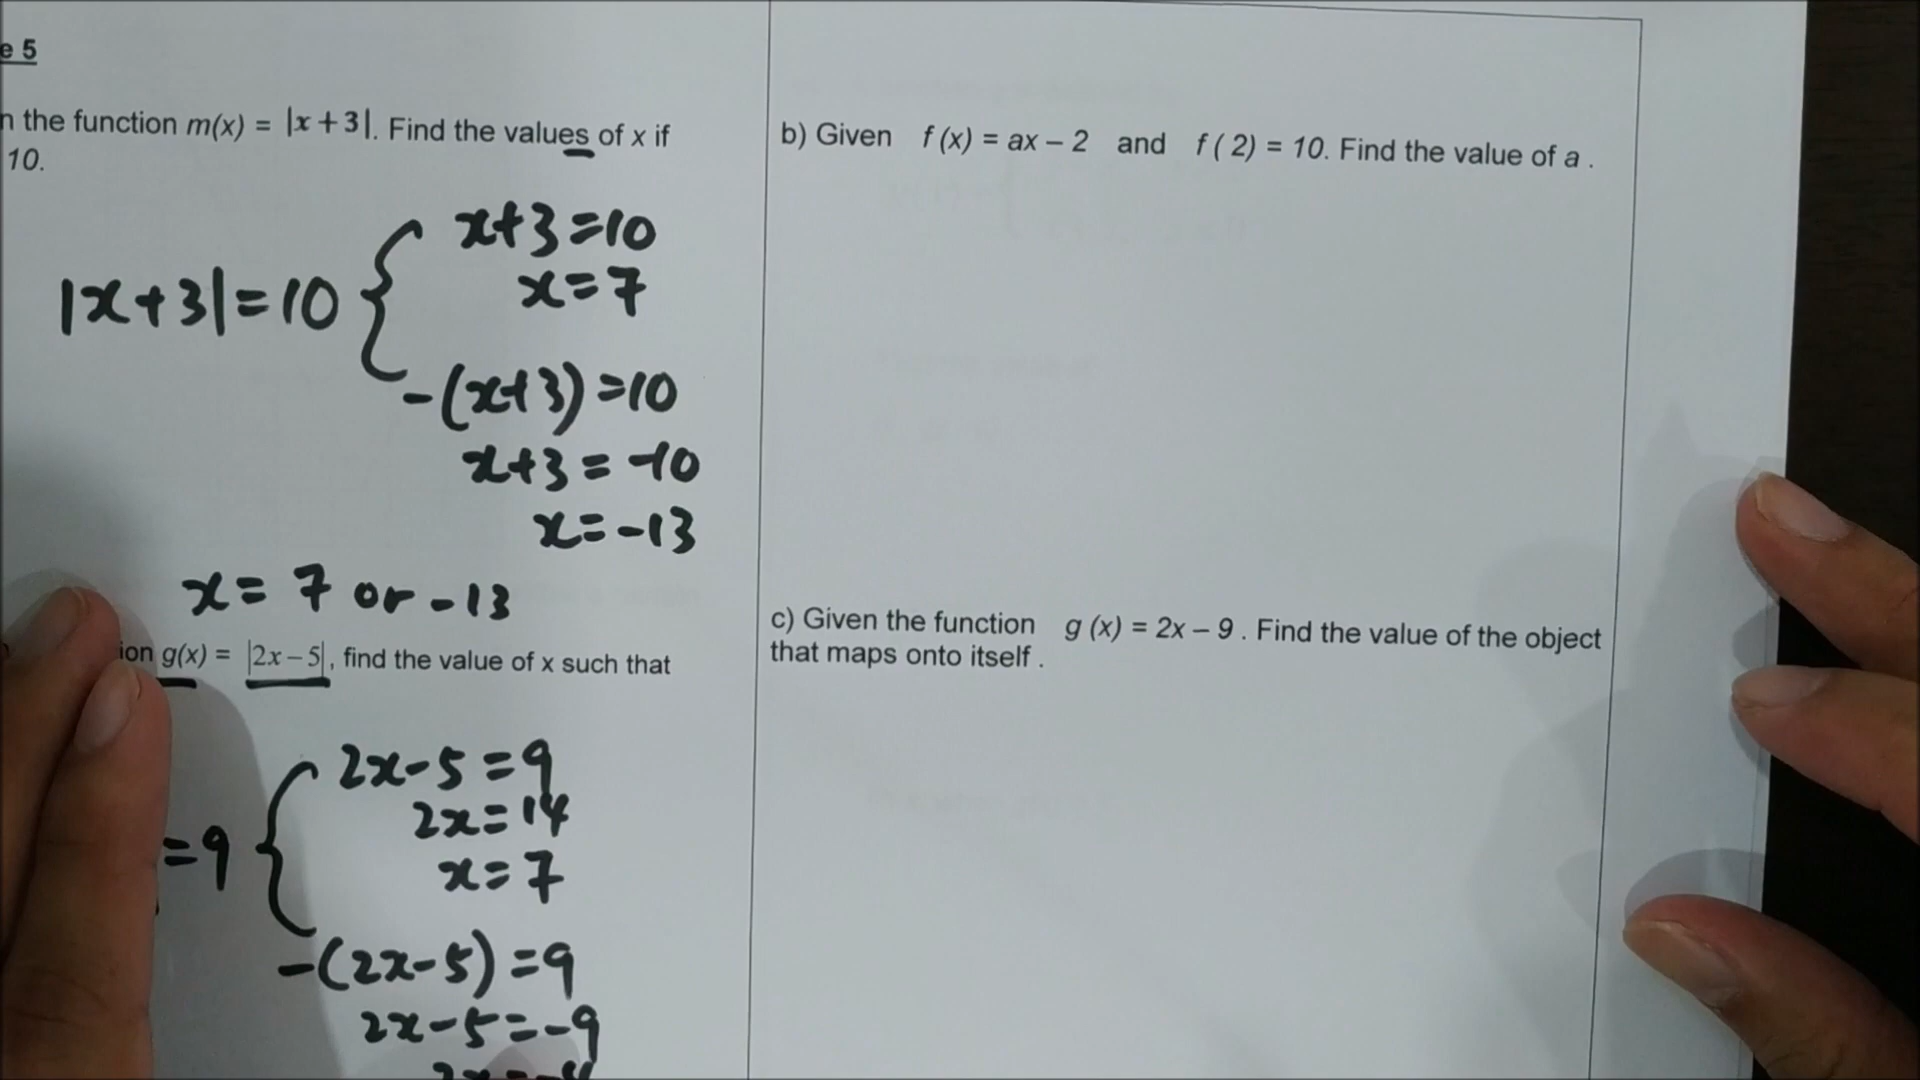 e 5
n the function m(x) = |x+3|. Find the values of x if
10.
|x+3|=10
x+3=10
x=7
-(x+3)=10
x+3=-10
x=-13
x= 7 or -13
ion g(x) = |2x-5|, find the value of x such that
=9
2x-5=9
2x=14
x=7
-(2x-5)=9
2x-5=-9
b) Given f (x) = ax – 2 and f ( 2) = 10. Find the value of a .
c) Given the function g (x) = 2x – 9 . Find the value of the object
that maps onto itself .